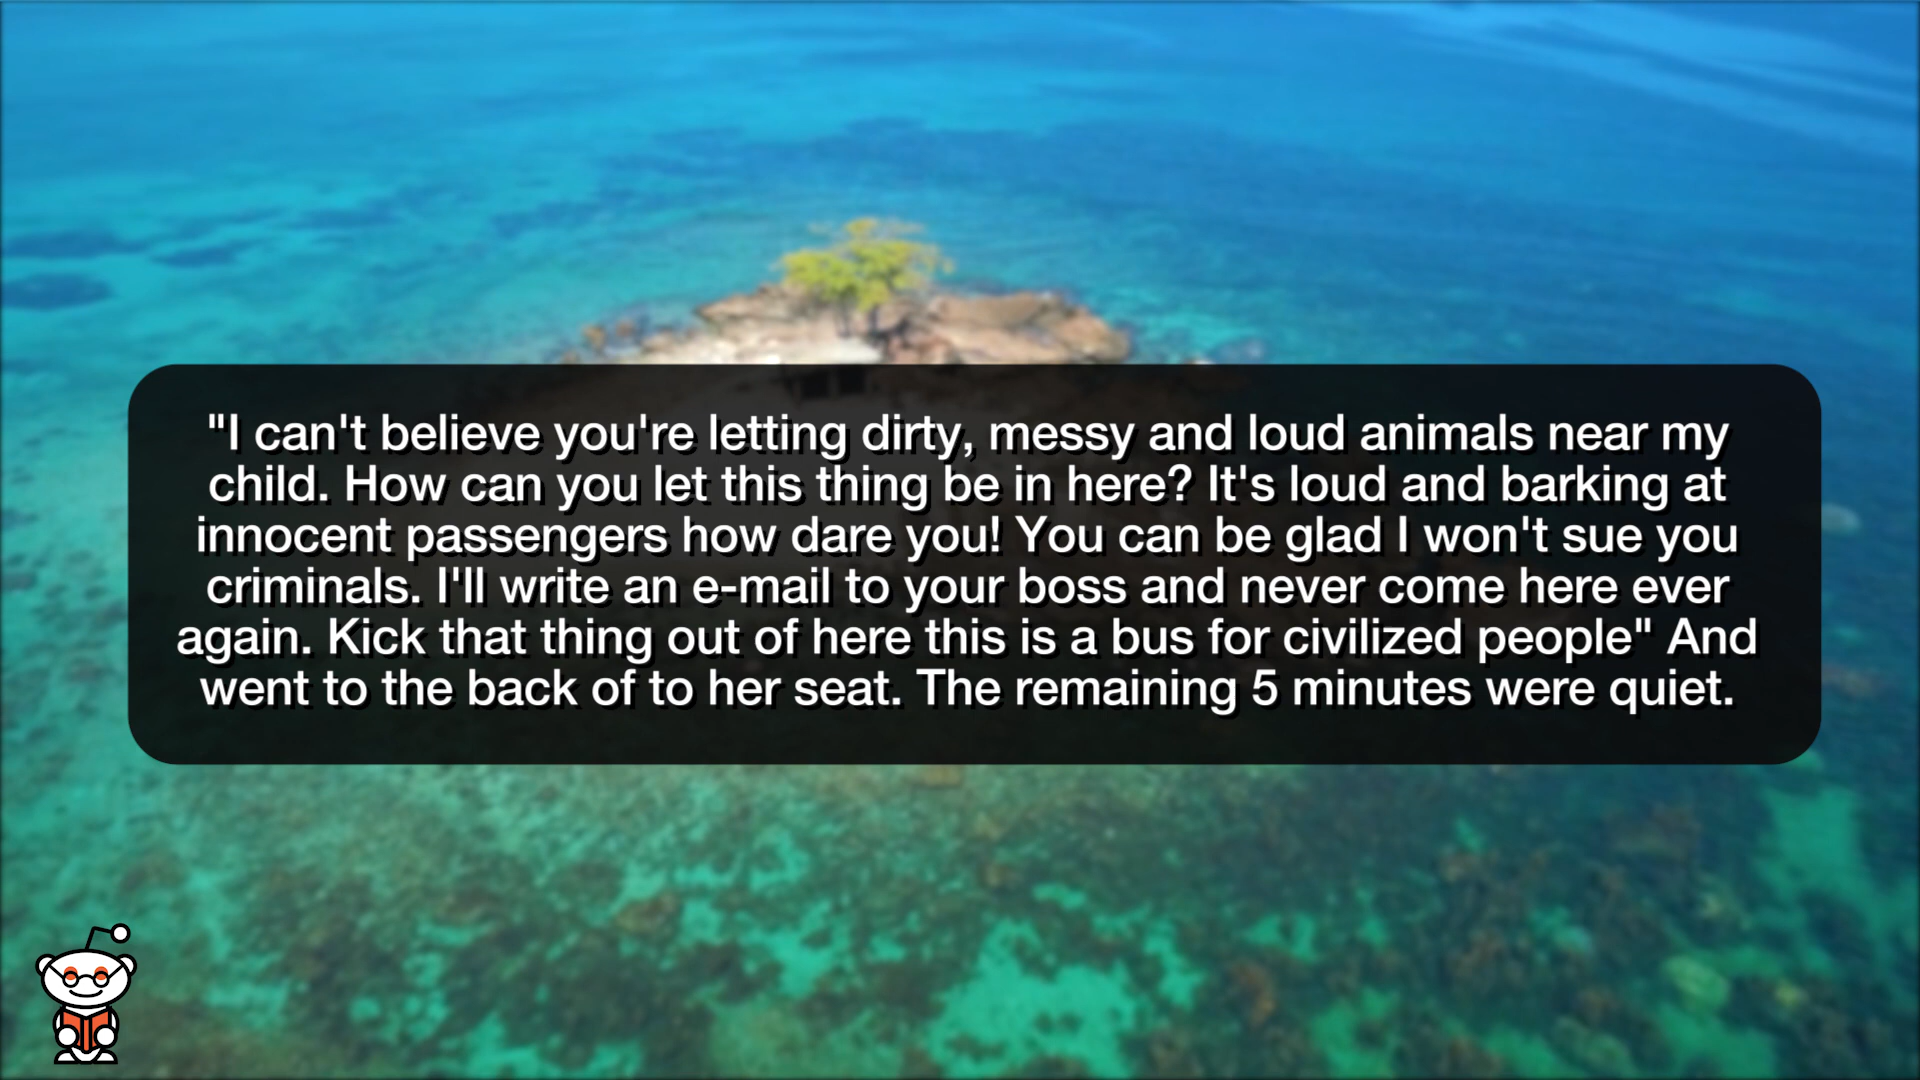 "I can't believe you're letting dirty, messy and loud animals near my
child. How can you let this thing be in here? It's loud and barking at
innocent passengers how dare you! You can be glad I won't sue you
criminals. I'll write an e-mail to your boss and never come here ever
again. Kick that thing out of here this is a bus for civilized people" And
went to the back of to her seat. The remaining 5 minutes were quiet.